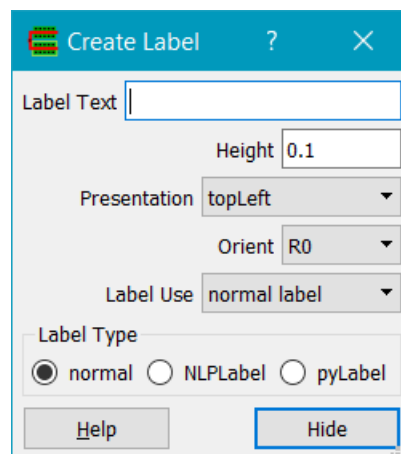 Create Label ?
Label Text
Height 0.1
Presentation topLeft
Orient R0
Label Use normal label
Label Type
normal NLPLabel pyLabel
Help Hide